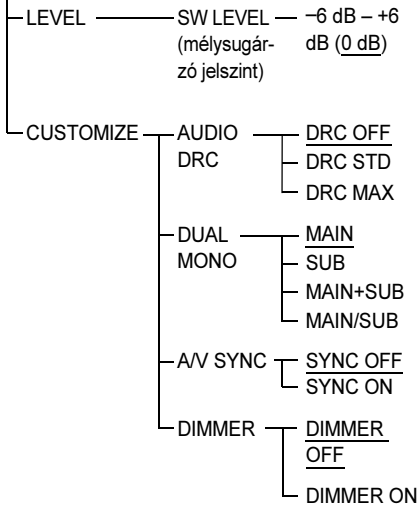 LEVEL SW LEVEL –6 dB – +6
(mélysugár- dB (0 dB)
zó jelszint)
CUSTOMIZE AUDIO DRC OFF
DRC DRC STD
DRC MAX
DUAL MAIN
MONO SUB
MAIN+SUB
MAIN/SUB
A/V SYNC SYNC OFF
SYNC ON
DIMMER DIMMER
OFF
DIMMER ON